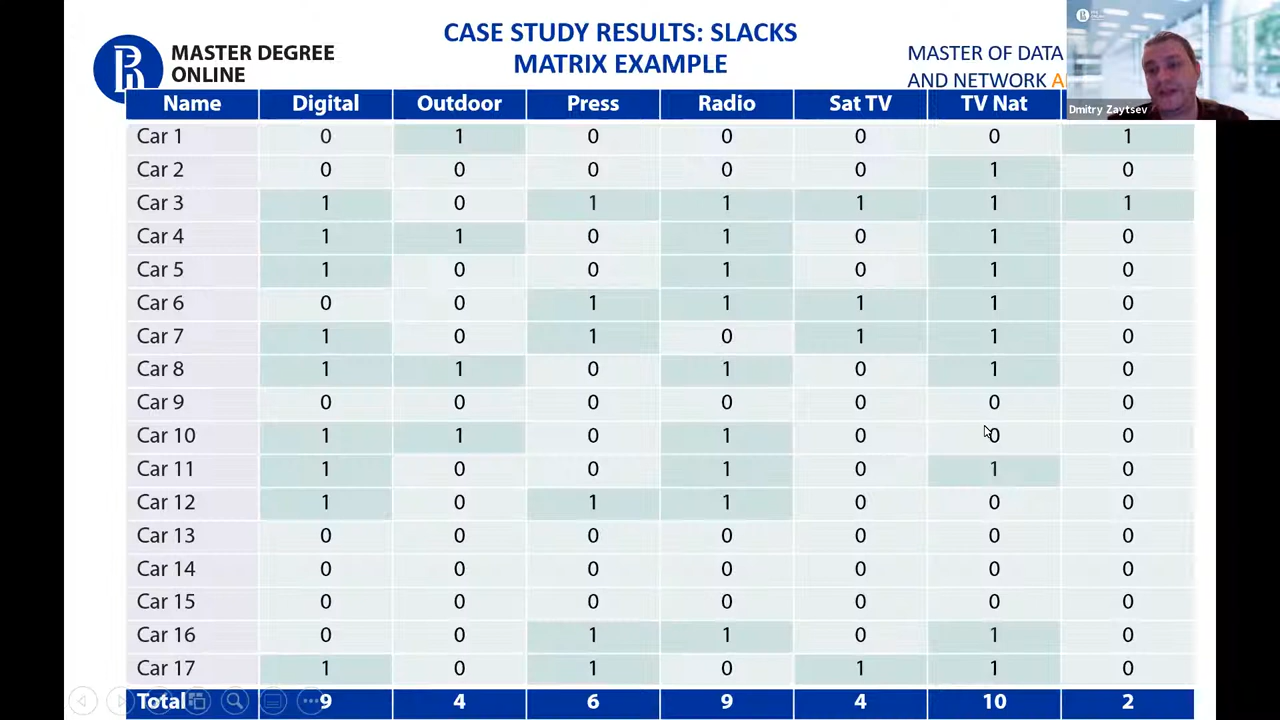 MASTER DEGREE
ONLINE
CASE STUDY RESULTS: SLACKS
MATRIX EXAMPLE
MASTER OF DATA
AND NETWORK
Dmitry Zaytsev
Name Digital Outdoor Press Radio Sat TV TV Nat
Car 1 0 1 0 0 0 0 1
Car 2 0 0 0 0 0 1 0
Car 3 1 0 1 1 1 1 1
Car 4 1 1 0 1 0 1 0
Car 5 1 0 0 1 0 1 0
Car 6 0 0 1 1 1 1 0
Car 7 1 0 1 0 1 1 0
Car 8 1 1 0 1 0 1 0
Car 9 0 0 0 0 0 0 0
Car 10 1 1 0 1 0 0 0
Car 11 1 0 0 1 0 1 0
Car 12 1 0 1 1 0 0 0
Car 13 0 0 0 0 0 0 0
Car 14 0 0 0 0 0 0 0
Car 15 0 0 0 0 0 0 0
Car 16 0 0 1 1 0 1 0
Car 17 1 0 1 0 1 1 0
Total 9 4 6 9 4 10 2